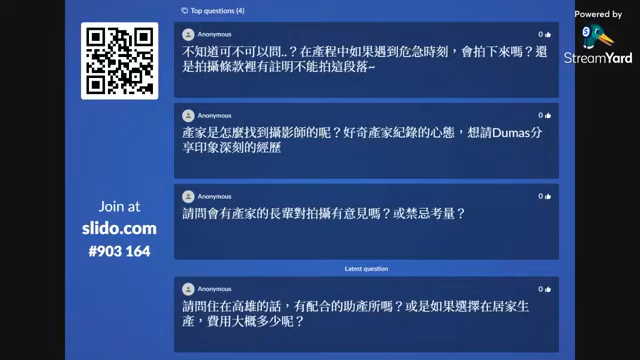 Top questions (4)
Powered by
StreamYard
Anonymous
0
不知道可不可以問..？在產程中如果遇到危急時刻，會拍下來嗎？還
是拍攝條款裡有註明不能拍這段落~
Anonymous
0
產家是怎麼找到攝影師的呢？好奇產家紀錄的心態，想請Dumas分
享印象深刻的經歷
Join at
slido.com
#903 164
Anonymous
0
請問會有產家的長輩對拍攝有意見嗎？或禁忌考量？
Latest question
Anonymous
0
請問住在高雄的話，有配合的助產所嗎？或是如果選擇在居家生
產，費用大概多少呢？